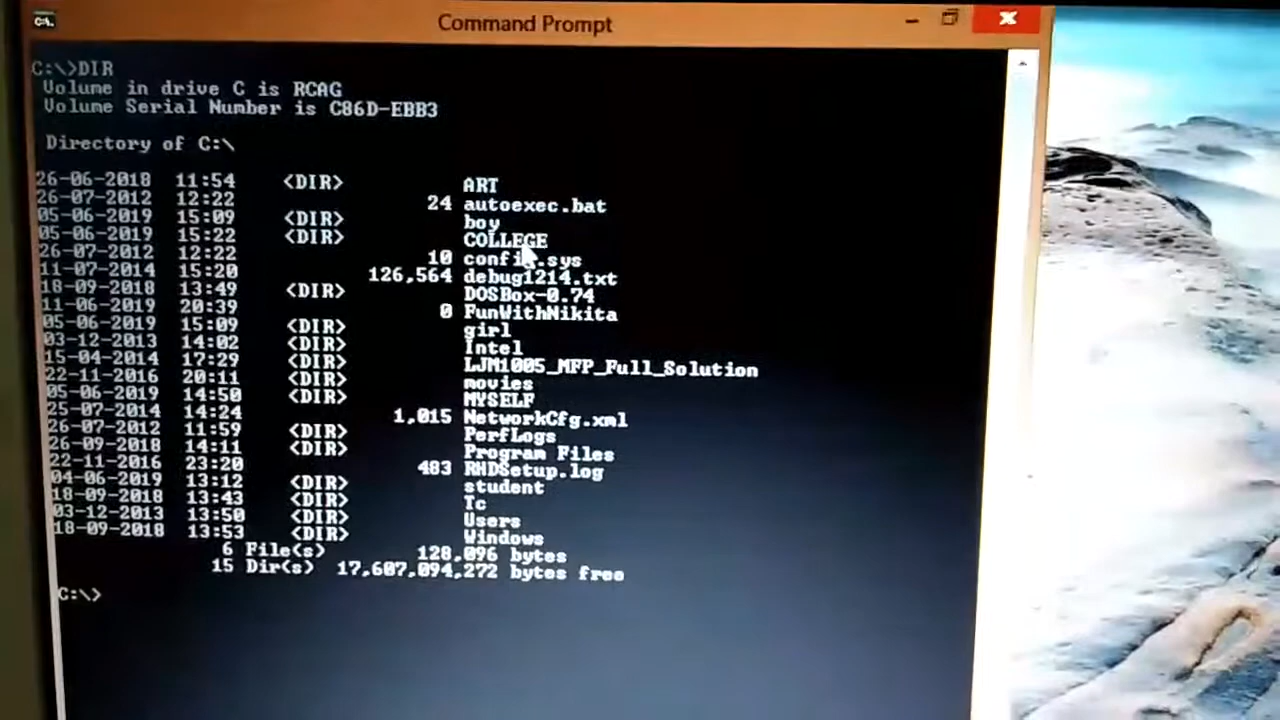 Command Prompt
C:\>DIR
Volume in drive C is RCAG
Volume Serial Number is C86D-EBB3
Directory of C:\
26-06-2018 11:54 <DIR> ART
26-07-2012 12:22 24 autoexec.bat
05-06-2019 15:09 <DIR> boy
05-06-2019 15:22 <DIR> COLLEGE
26-07-2012 12:22 10 config.sys
11-07-2014 15:20 126,564 debug1214.txt
18-09-2018 13:49 <DIR> DOSBox-0.74
11-06-2019 20:39 0 FunWithNikita
05-06-2019 15:09 <DIR> girl
03-12-2013 14:02 <DIR> Intel
15-04-2014 17:29 <DIR> LJM1005_MFP_Full_Solution
22-11-2016 20:11 <DIR> movies
05-06-2019 14:50 <DIR> MYSELF
25-07-2014 14:24 1,015 NetworkCfg.xml
26-07-2012 11:59 <DIR> PerfLogs
26-09-2018 14:11 <DIR> Program Files
22-11-2016 23:20 483 RHDSetup.log
04-06-2019 13:12 <DIR> student
18-09-2018 13:43 <DIR> Tc
03-12-2013 13:50 <DIR> Users
18-09-2018 13:53 <DIR> Windows
6 File(s) 128,096 bytes
15 Dir(s) 17,607,094,272 bytes free
C:\>